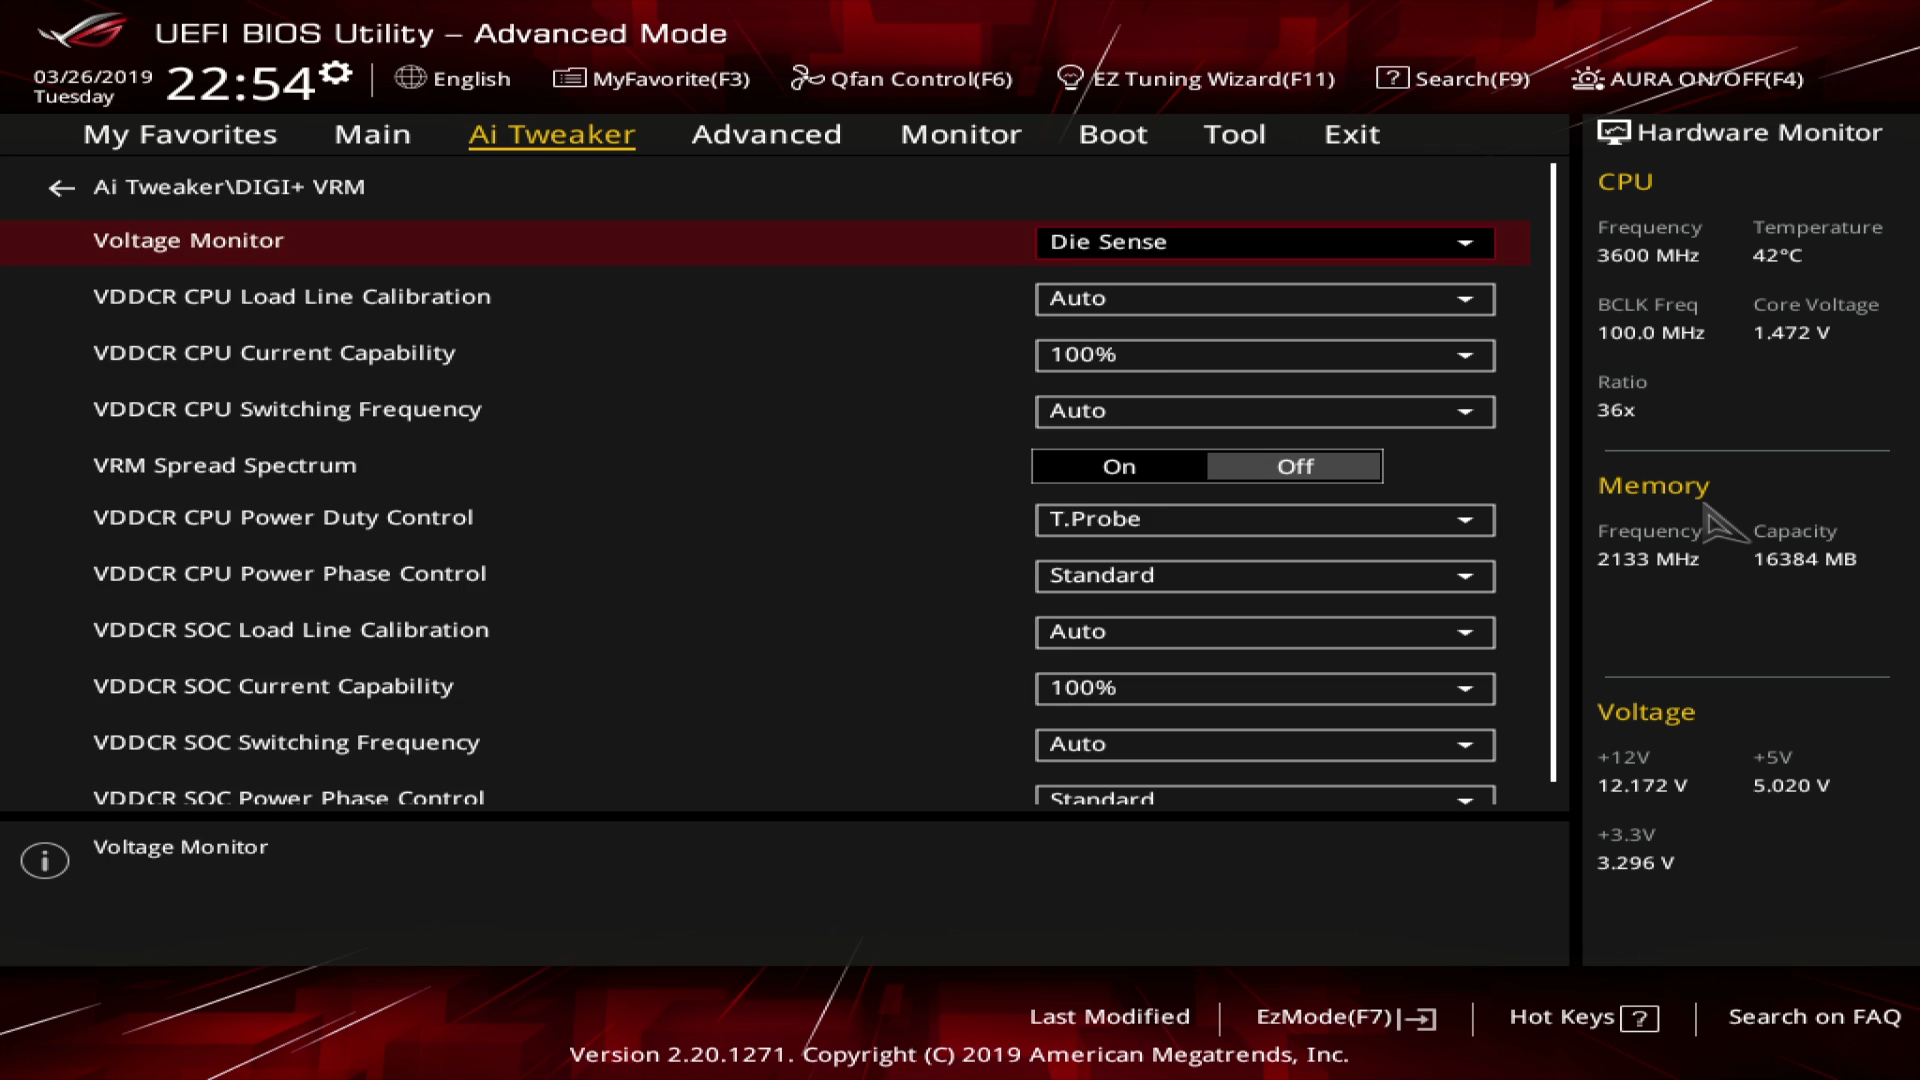 UEFI BIOS Utility – Advanced Mode
03/26/2019
Tuesday
22:54
English
MyFavorite(F3)
Qfan Control(F6)
EZ Tuning Wizard(F11)
Search(F9)
AURA ON/OFF(F4)
My Favorites
Main
Ai Tweaker
Advanced
Monitor
Boot
Tool
Exit
Ai Tweaker\DIGI+ VRM
Voltage Monitor
Die Sense
VDDCR CPU Load Line Calibration
Auto
VDDCR CPU Current Capability
100%
VDDCR CPU Switching Frequency
Auto
VRM Spread Spectrum
On
Off
VDDCR CPU Power Duty Control
T.Probe
VDDCR CPU Power Phase Control
Standard
VDDCR SOC Load Line Calibration
Auto
VDDCR SOC Current Capability
100%
VDDCR SOC Switching Frequency
Auto
VDDCR SOC Power Phase Control
Standard
Voltage Monitor
Hardware Monitor
CPU
Frequency
Temperature
3600 MHz
42°C
BCLK Freq
Core Voltage
100.0 MHz
1.472 V
Ratio
36x
Memory
Frequency
Capacity
2133 MHz
16384 MB
Voltage
+12V
+5V
12.172 V
5.020 V
+3.3V
3.296 V
Last Modified
EzMode(F7)
Hot Keys ?
Search on FAQ
Version 2.20.1271. Copyright (C) 2019 American Megatrends, Inc.